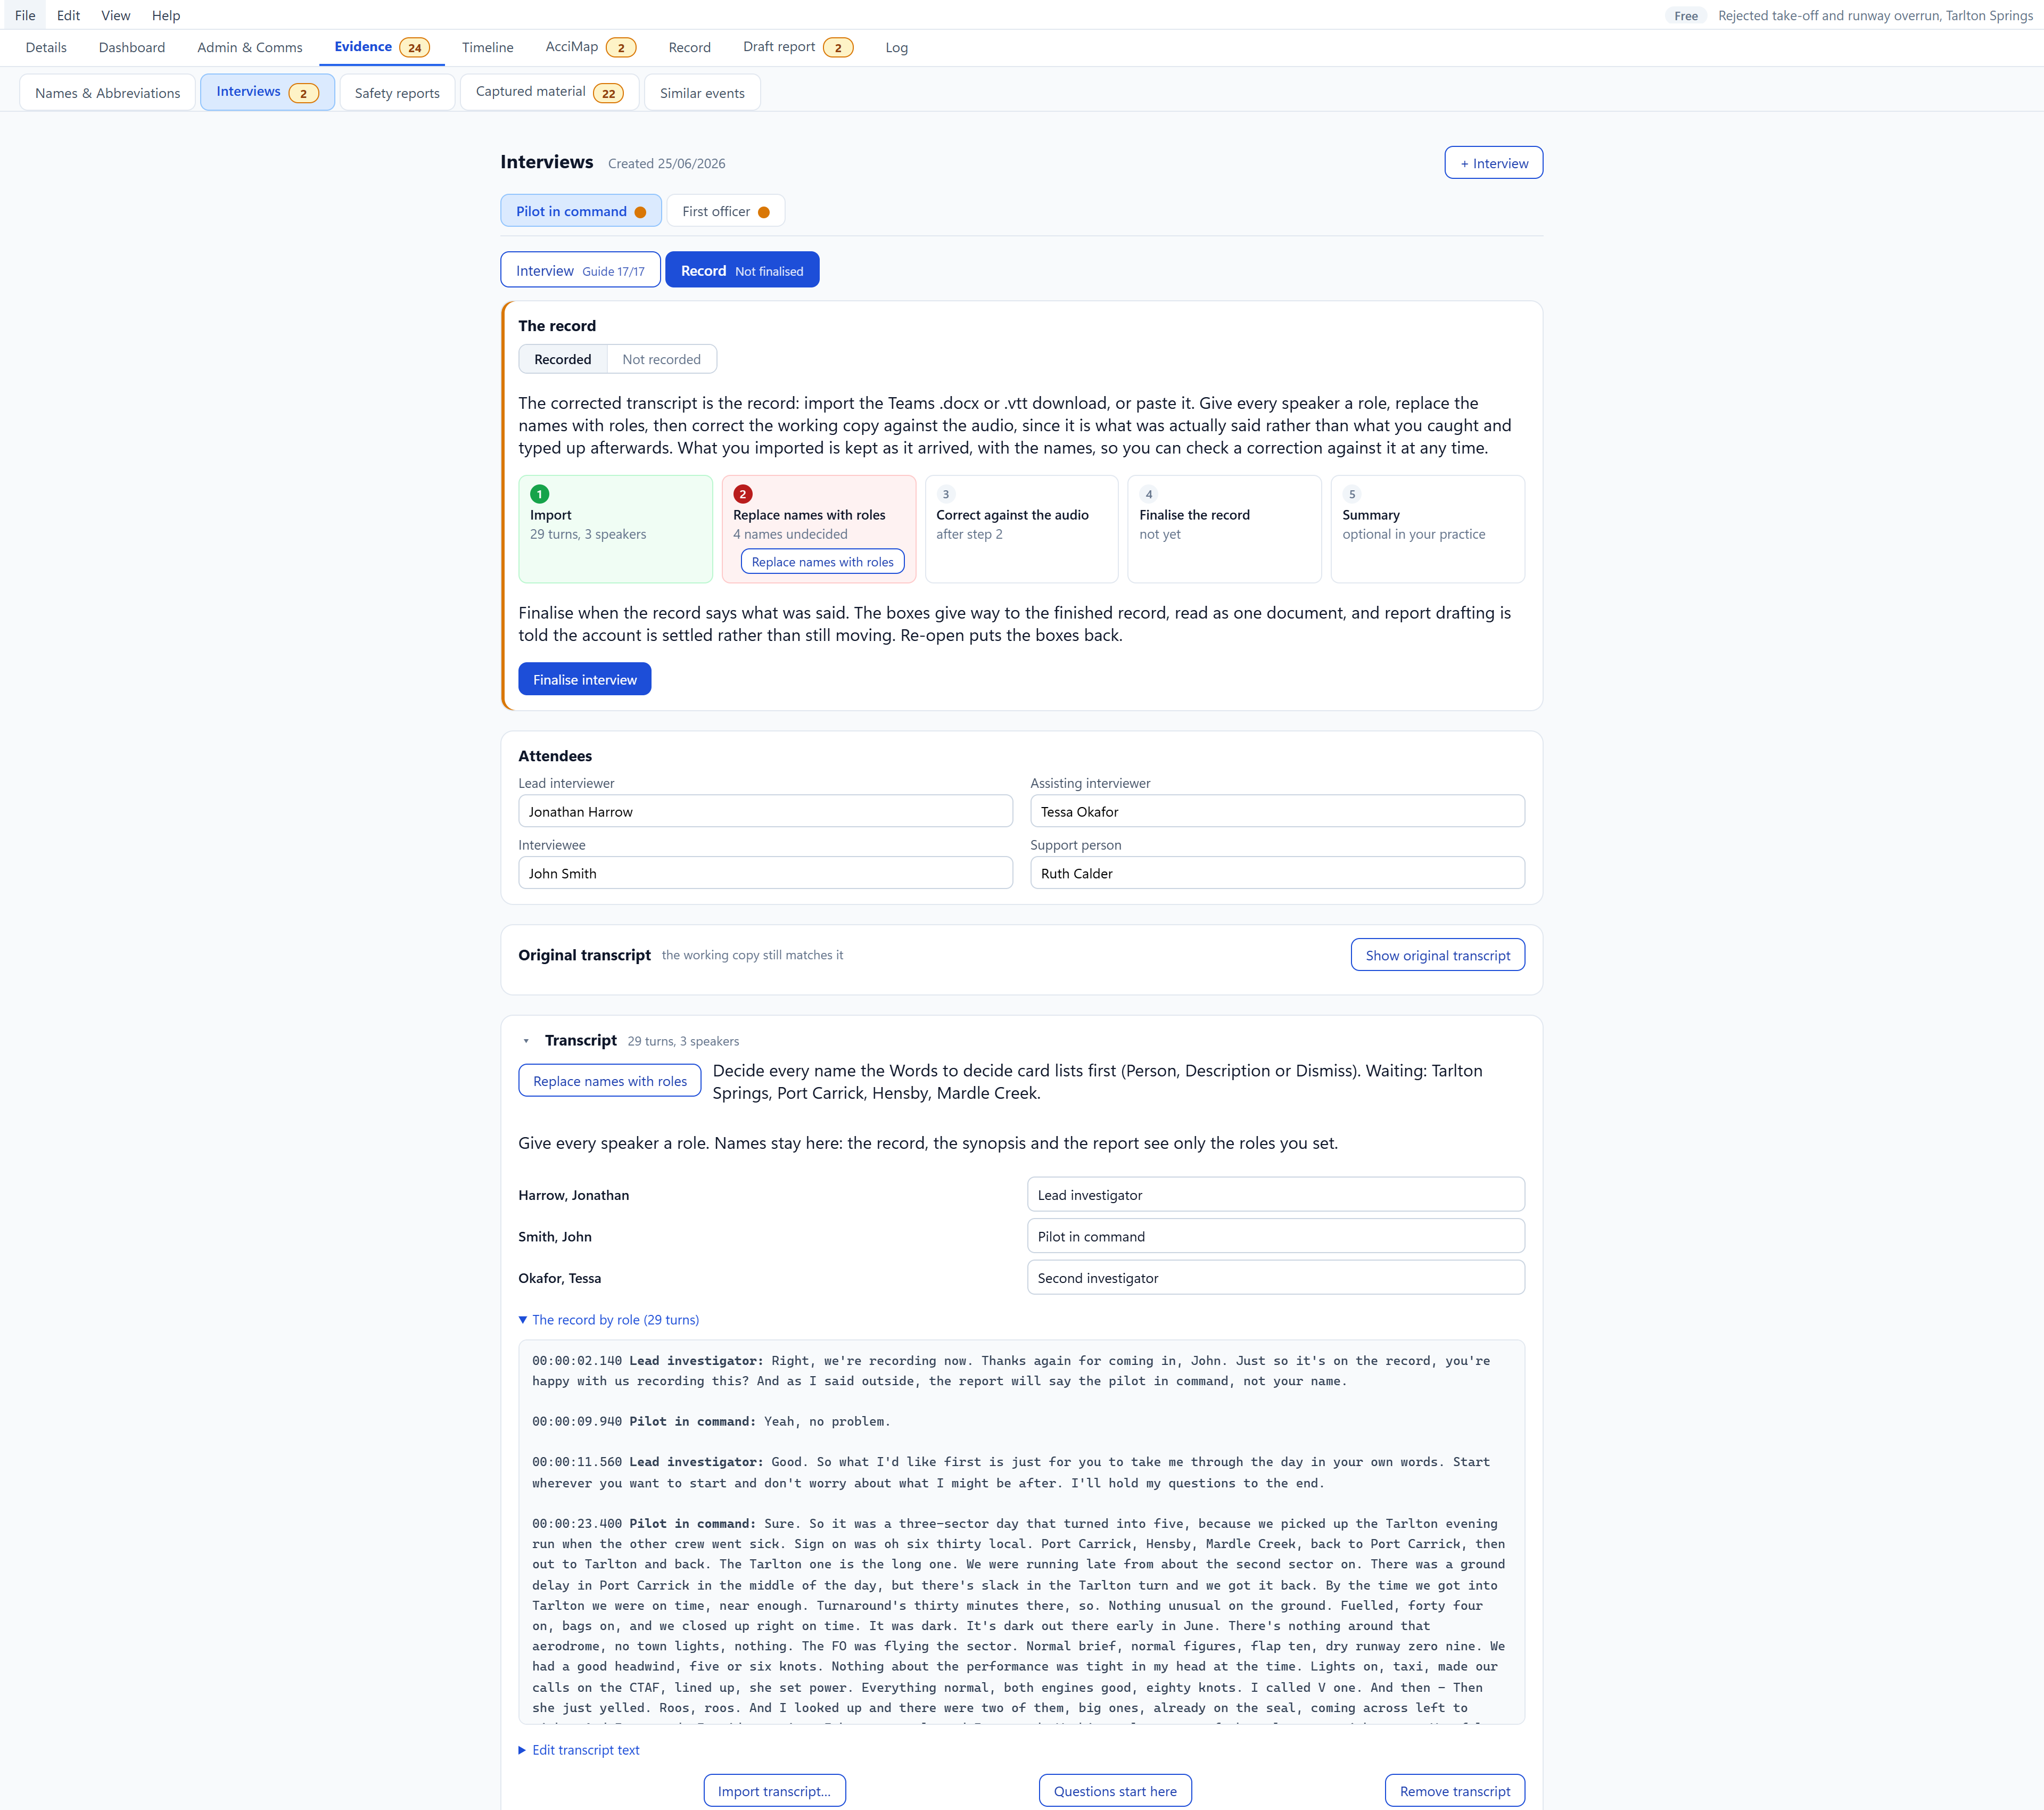 File Edit View Help Free Rejected take-off and runway overrun, Tarlton Springs
Details Dashboard Admin & Comms Evidence 24 Timeline AcciMap 2 Record Draft report 2 Log
Names & Abbreviations Interviews 2 Safety reports Captured material 22 Similar events
Interviews Created 25/06/2026 + Interview
Pilot in command First officer
Interview Guide 17/17 Record Not finalised
The record
Recorded Not recorded
The corrected transcript is the record: import the Teams .docx or .vtt download, or paste it. Give every speaker a role, replace the
names with roles, then correct the working copy against the audio, since it is what was actually said rather than what you caught and
typed up afterwards. What you imported is kept as it arrived, with the names, so you can check a correction against it at any time.
1 2 3 4 5
Import Replace names with roles Correct against the audio Finalise the record Summary
29 turns, 3 speakers 4 names undecided after step 2 not yet optional in your practice
Replace names with roles
Finalise when the record says what was said. The boxes give way to the finished record, read as one document, and report drafting is
told the account is settled rather than still moving. Re-open puts the boxes back.
Finalise interview
Attendees
Lead interviewer Assisting interviewer
Jonathan Harrow Tessa Okafor
Interviewee Support person
John Smith Ruth Calder
Original transcript the working copy still matches it Show original transcript
▾ Transcript 29 turns, 3 speakers
Replace names with roles Decide every name the Words to decide card lists first (Person, Description or Dismiss). Waiting: Tarlton
Springs, Port Carrick, Hensby, Mardle Creek.
Give every speaker a role. Names stay here: the record, the synopsis and the report see only the roles you set.
Harrow, Jonathan Lead investigator
Smith, John Pilot in command
Okafor, Tessa Second investigator
▼ The record by role (29 turns)
00:00:02.140 Lead investigator: Right, we're recording now. Thanks again for coming in, John. Just so it's on the record, you're
happy with us recording this? And as I said outside, the report will say the pilot in command, not your name.
00:00:09.940 Pilot in command: Yeah, no problem.
00:00:11.560 Lead investigator: Good. So what I'd like first is just for you to take me through the day in your own words. Start
wherever you want to start and don't worry about what I might be after. I'll hold my questions to the end.
00:00:23.400 Pilot in command: Sure. So it was a three-sector day that turned into five, because we picked up the Tarlton evening
run when the other crew went sick. Sign on was oh six thirty local. Port Carrick, Hensby, Mardle Creek, back to Port Carrick, then
out to Tarlton and back. The Tarlton one is the long one. We were running late from about the second sector on. There was a ground
delay in Port Carrick in the middle of the day, but there's slack in the Tarlton turn and we got it back. By the time we got into
Tarlton we were on time, near enough. Turnaround's thirty minutes there, so. Nothing unusual on the ground. Fuelled, forty four
on, bags on, and we closed up right on time. It was dark. It's dark out there early in June. There's nothing around that
aerodrome, no town lights, nothing. The FO was flying the sector. Normal brief, normal figures, flap ten, dry runway zero nine. We
had a good headwind, five or six knots. Nothing about the performance was tight in my head at the time. Lights on, taxi, made our
calls on the CTAF, lined up, she set power. Everything normal, both engines good, eighty knots. I called V one. And then – Then
she just yelled. Roos, roos. And I looked up and there were two of them, big ones, already on the seal, coming across left to
▶ Edit transcript text
Import transcript... Questions start here Remove transcript